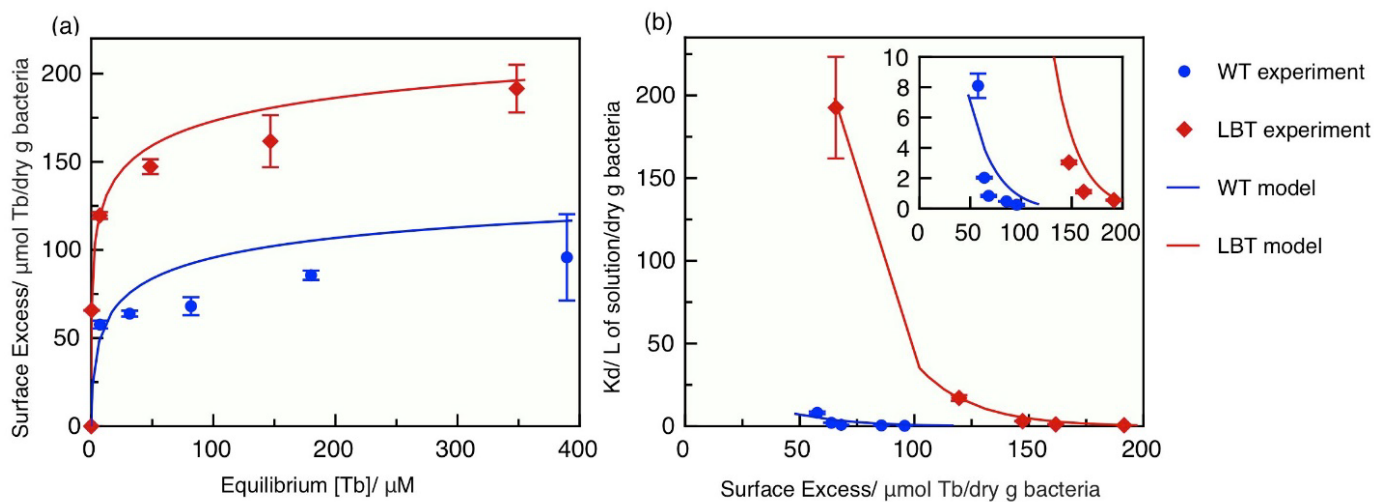 (a)
Surface Excess/ μmol Tb/dry g bacteria
200
150
100
50
0
0 100 200 300 400
Equilibrium [Tb]/ μM
(b)
Kd/ L of solution/dry g bacteria
200
150
100
50
0
0 50 100 150 200
Surface Excess/ μmol Tb/dry g bacteria
10
8
6
4
2
0
0 50 100 150 200
WT experiment
LBT experiment
WT model
LBT model